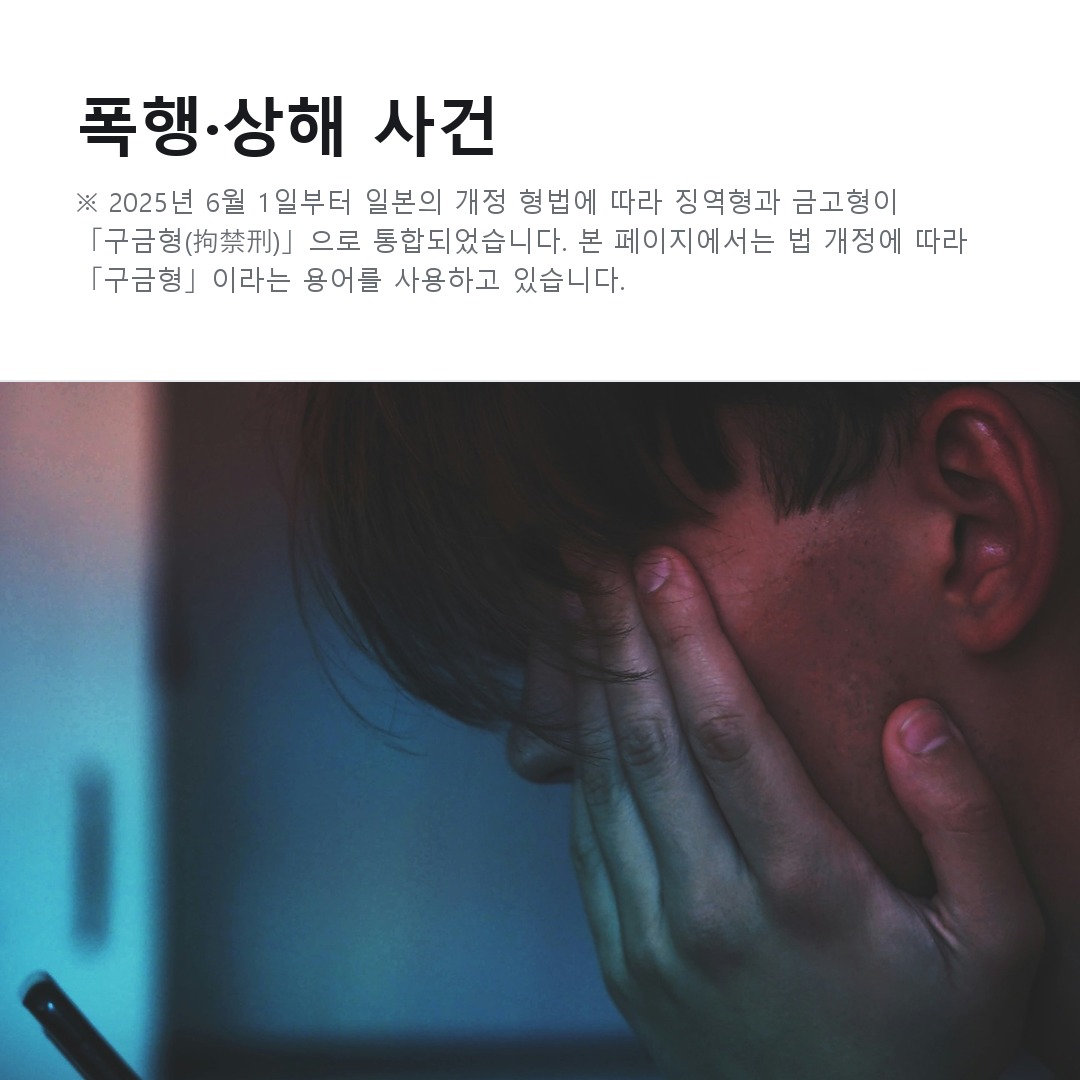 폭행·상해 사건
※ 2025년 6월 1일부터 일본의 개정 형법에 따라 징역형과 금고형이
「구금형(拘禁刑)」으로 통합되었습니다. 본 페이지에서는 법 개정에 따라
「구금형」이라는 용어를 사용하고 있습니다.